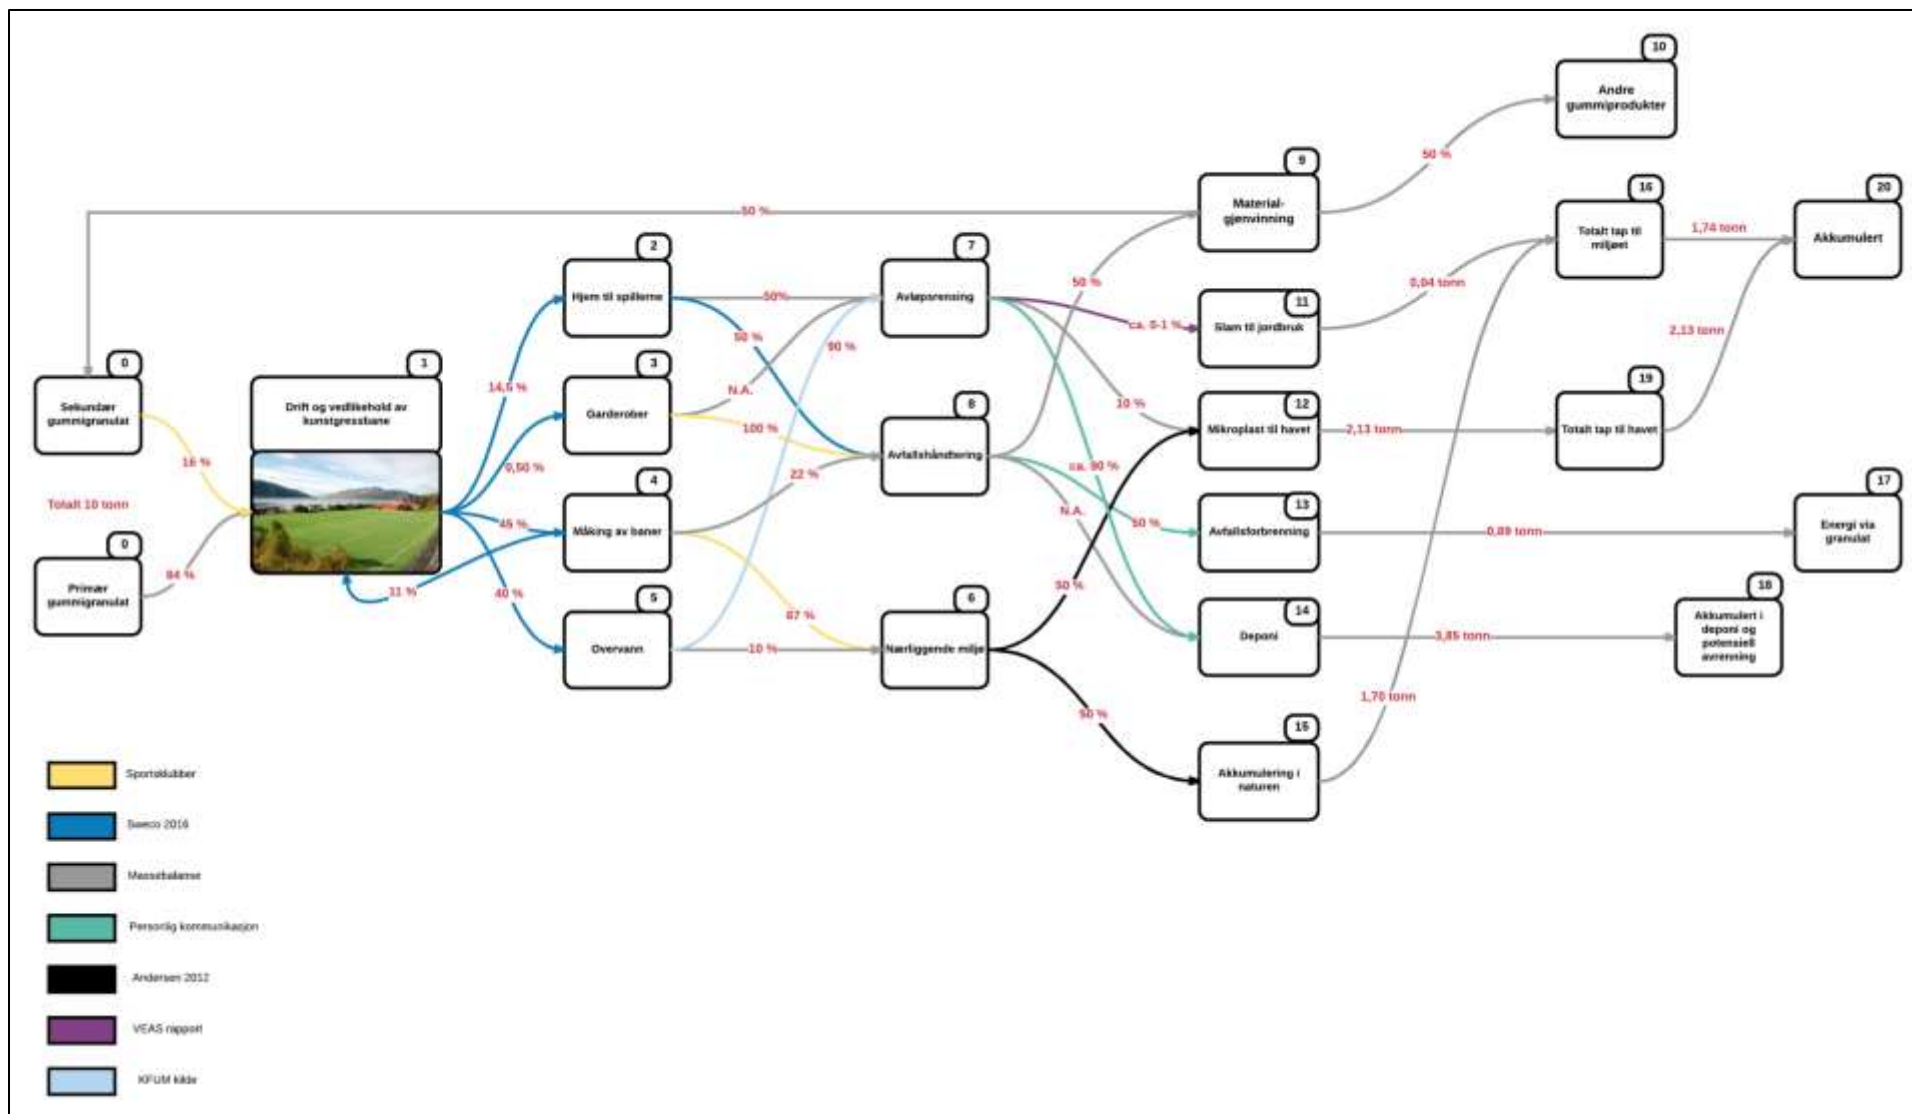 10
Andre
gummiprodukter
50 %
9
Material-
gjenvinning
50 %
16
Totalt tap til
miljøet
1,74 tonn
20
Akkumulert
2
Hjem til spillerne
50%
50 %
7
Avløpsrensing
90 %
50 %
ca. 0-1 %
11
Slam til jordbruk
0,04 tonn
2,13 tonn
0
Sekundær
gummigranulat
16 %
Totalt 10 tonn
0
Primær
gummigranulat
84 %
1
Drift og vedlikehold av
kunstgressbane
14,5 %
0,50 %
45 %
40 %
11 %
3
Garderober
N.A.
100 %
4
Måking av baner
22 %
67 %
5
Overvann
10 %
8
Avfallshåndtering
6
Nærliggende miljø
10 %
ca. 90 %
N.A.
50 %
50 %
50 %
12
Mikroplast til havet
2,13 tonn
19
Totalt tap til havet
13
Avfallsforbrenning
0,89 tonn
17
Energi via
granulat
14
Deponi
3,85 tonn
18
Akkumulert i
deponi og
potensiell
avrenning
1,70 tonn
15
Akkumulering i
naturen
Sportsklubber
Sweco 2016
Massebalanse
Personlig kommunikasjon
Andersen 2012
VEAS rapport
KFUM kilde